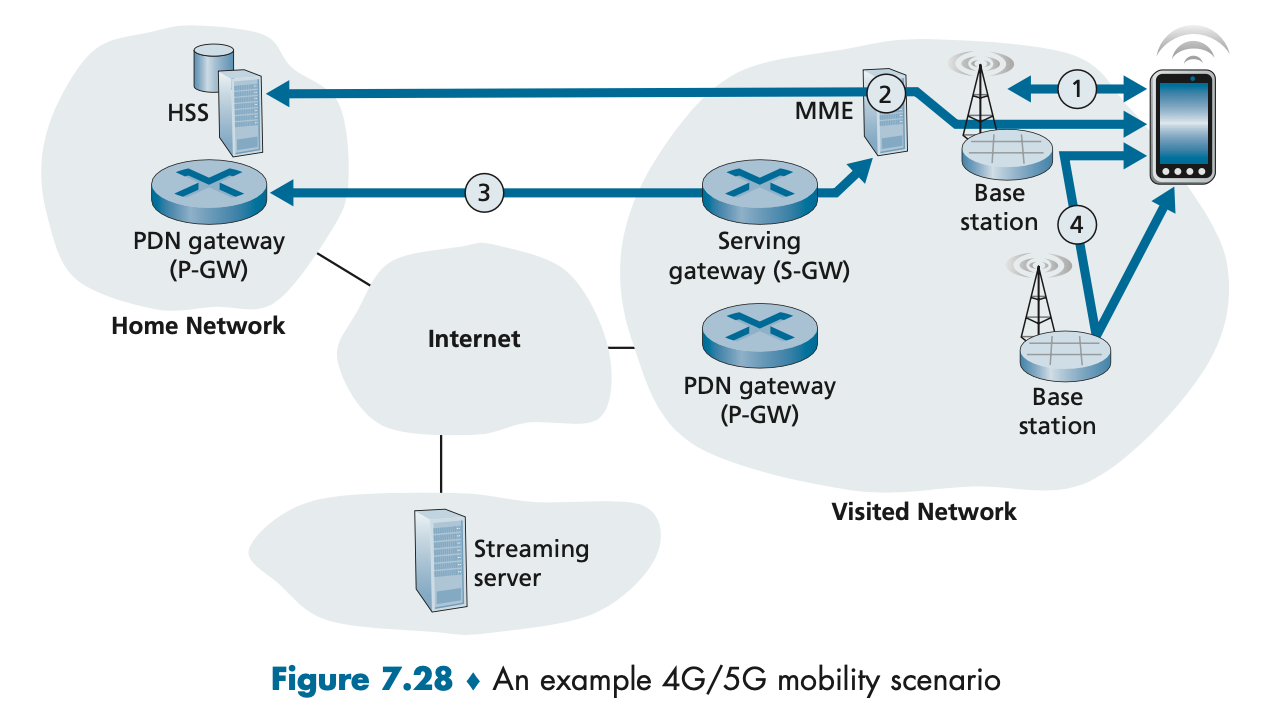 HSS
MME
1
2
3
4
Base
station
PDN gateway
(P-GW)
Serving
gateway (S-GW)
Home Network
Internet
PDN gateway
(P-GW)
Base
station
Visited Network
Streaming
server
Figure 7.28 ♦ An example 4G/5G mobility scenario